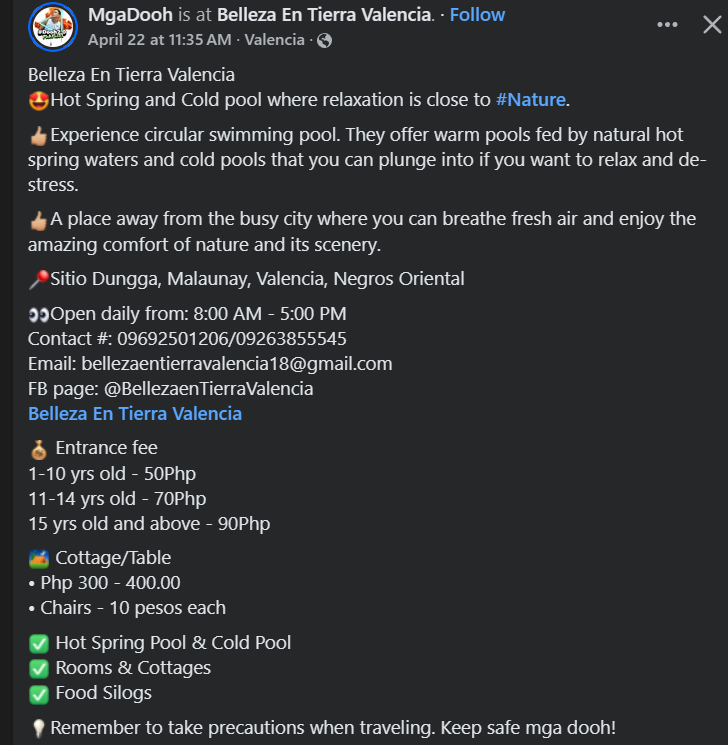 MgaDooh is at Belleza En Tierra Valencia. · Follow
April 22 at 11:35 AM · Valencia ·
Belleza En Tierra Valencia
🤩Hot Spring and Cold pool where relaxation is close to #Nature.
👍🏼Experience circular swimming pool. They offer warm pools fed by natural hot
spring waters and cold pools that you can plunge into if you want to relax and de-
stress.
👍🏼A place away from the busy city where you can breathe fresh air and enjoy the
amazing comfort of nature and its scenery.
📍Sitio Dungga, Malaunay, Valencia, Negros Oriental
👀Open daily from: 8:00 AM - 5:00 PM
Contact #: 09692501206/09263855545
Email: bellezaentierravalencia18@gmail.com
FB page: @BellezaenTierraValencia
Belleza En Tierra Valencia
💰 Entrance fee
1-10 yrs old - 50Php
11-14 yrs old - 70Php
15 yrs old and above - 90Php
🏕️ Cottage/Table
• Php 300 - 400.00
• Chairs - 10 pesos each
✅ Hot Spring Pool & Cold Pool
✅ Rooms & Cottages
✅ Food Silogs
💡Remember to take precautions when traveling. Keep safe mga dooh!